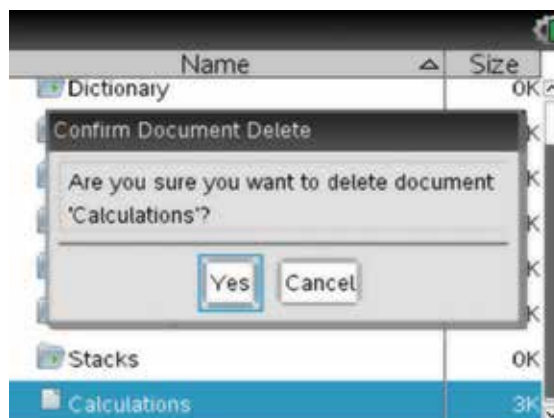 Name Size
Dictionary 0K
Confirm Document Delete K
Are you sure you want to delete document K
'Calculations'? K
Yes Cancel K
K
Stacks 0K
Calculations 3K